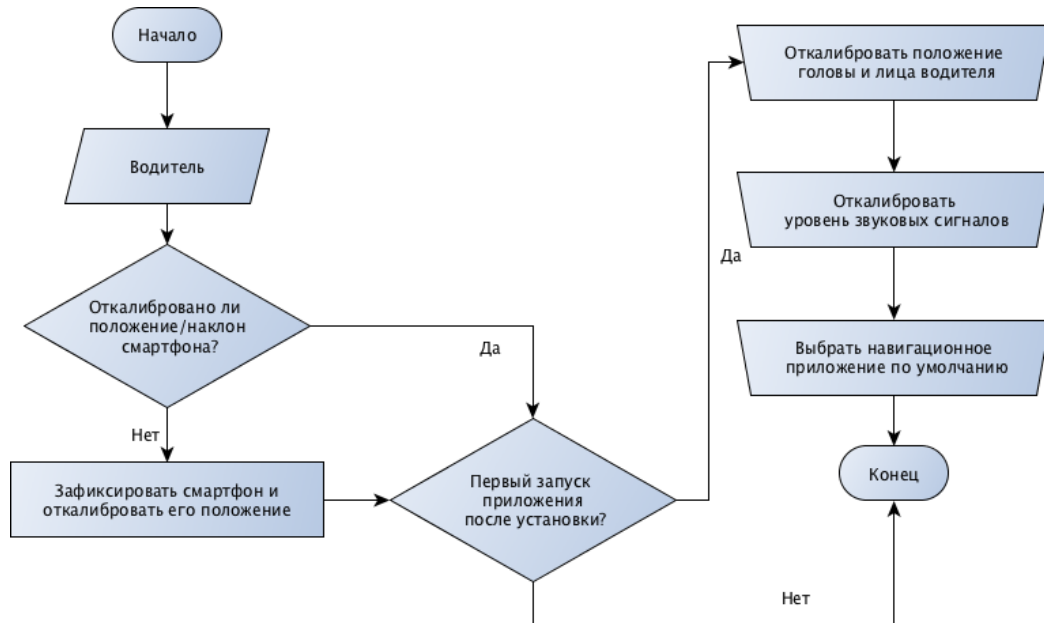 Начало
Водитель
Откалибровано ли
положение/наклон
смартфона?
Да
Нет
Зафиксировать смартфон и
откалибровать его положение
Первый запуск
приложения
после установки?
Да
Откалибровать положение
головы и лица водителя
Откалибровать
уровень звуковых сигналов
Выбрать навигационное
приложение по умолчанию
Конец
Нет